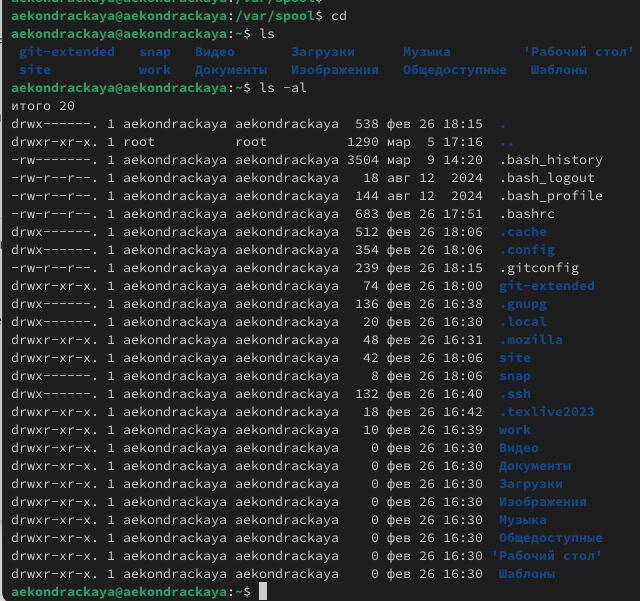 aekondrackaya@aekondrackaya:/var/spool$
aekondrackaya@aekondrackaya:/var/spool$ cd
aekondrackaya@aekondrackaya:~$ ls
git-extended snap Видео Загрузки Музыка 'Рабочий стол'
site work Документы Изображения Общедоступные Шаблоны
aekondrackaya@aekondrackaya:~$ ls -al
итого 20
drwx------. 1 aekondrackaya aekondrackaya 538 фев 26 18:15 .
drwxr-xr-x. 1 root root 1290 мар 5 17:16 ..
-rw-------. 1 aekondrackaya aekondrackaya 3504 мар 9 14:20 .bash_history
-rw-r--r--. 1 aekondrackaya aekondrackaya 18 авг 12 2024 .bash_logout
-rw-r--r--. 1 aekondrackaya aekondrackaya 144 авг 12 2024 .bash_profile
-rw-r--r--. 1 aekondrackaya aekondrackaya 683 фев 26 17:51 .bashrc
drwx------. 1 aekondrackaya aekondrackaya 512 фев 26 18:06 .cache
drwx------. 1 aekondrackaya aekondrackaya 354 фев 26 18:06 .config
-rw-r--r--. 1 aekondrackaya aekondrackaya 239 фев 26 18:15 .gitconfig
drwxr-xr-x. 1 aekondrackaya aekondrackaya 74 фев 26 18:00 git-extended
drwx------. 1 aekondrackaya aekondrackaya 136 фев 26 16:38 .gnupg
drwx------. 1 aekondrackaya aekondrackaya 20 фев 26 16:30 .local
drwxr-xr-x. 1 aekondrackaya aekondrackaya 48 фев 26 16:31 .mozilla
drwxr-xr-x. 1 aekondrackaya aekondrackaya 42 фев 26 18:06 site
drwx------. 1 aekondrackaya aekondrackaya 8 фев 26 18:06 snap
drwx------. 1 aekondrackaya aekondrackaya 132 фев 26 16:40 .ssh
drwxr-xr-x. 1 aekondrackaya aekondrackaya 18 фев 26 16:42 .texlive2023
drwxr-xr-x. 1 aekondrackaya aekondrackaya 10 фев 26 16:39 work
drwxr-xr-x. 1 aekondrackaya aekondrackaya 0 фев 26 16:30 Видео
drwxr-xr-x. 1 aekondrackaya aekondrackaya 0 фев 26 16:30 Документы
drwxr-xr-x. 1 aekondrackaya aekondrackaya 0 фев 26 16:30 Загрузки
drwxr-xr-x. 1 aekondrackaya aekondrackaya 0 фев 26 16:30 Изображения
drwxr-xr-x. 1 aekondrackaya aekondrackaya 0 фев 26 16:30 Музыка
drwxr-xr-x. 1 aekondrackaya aekondrackaya 0 фев 26 16:30 Общедоступные
drwxr-xr-x. 1 aekondrackaya aekondrackaya 0 фев 26 16:30 'Рабочий стол'
drwxr-xr-x. 1 aekondrackaya aekondrackaya 0 фев 26 16:30 Шаблоны
aekondrackaya@aekondrackaya:~$